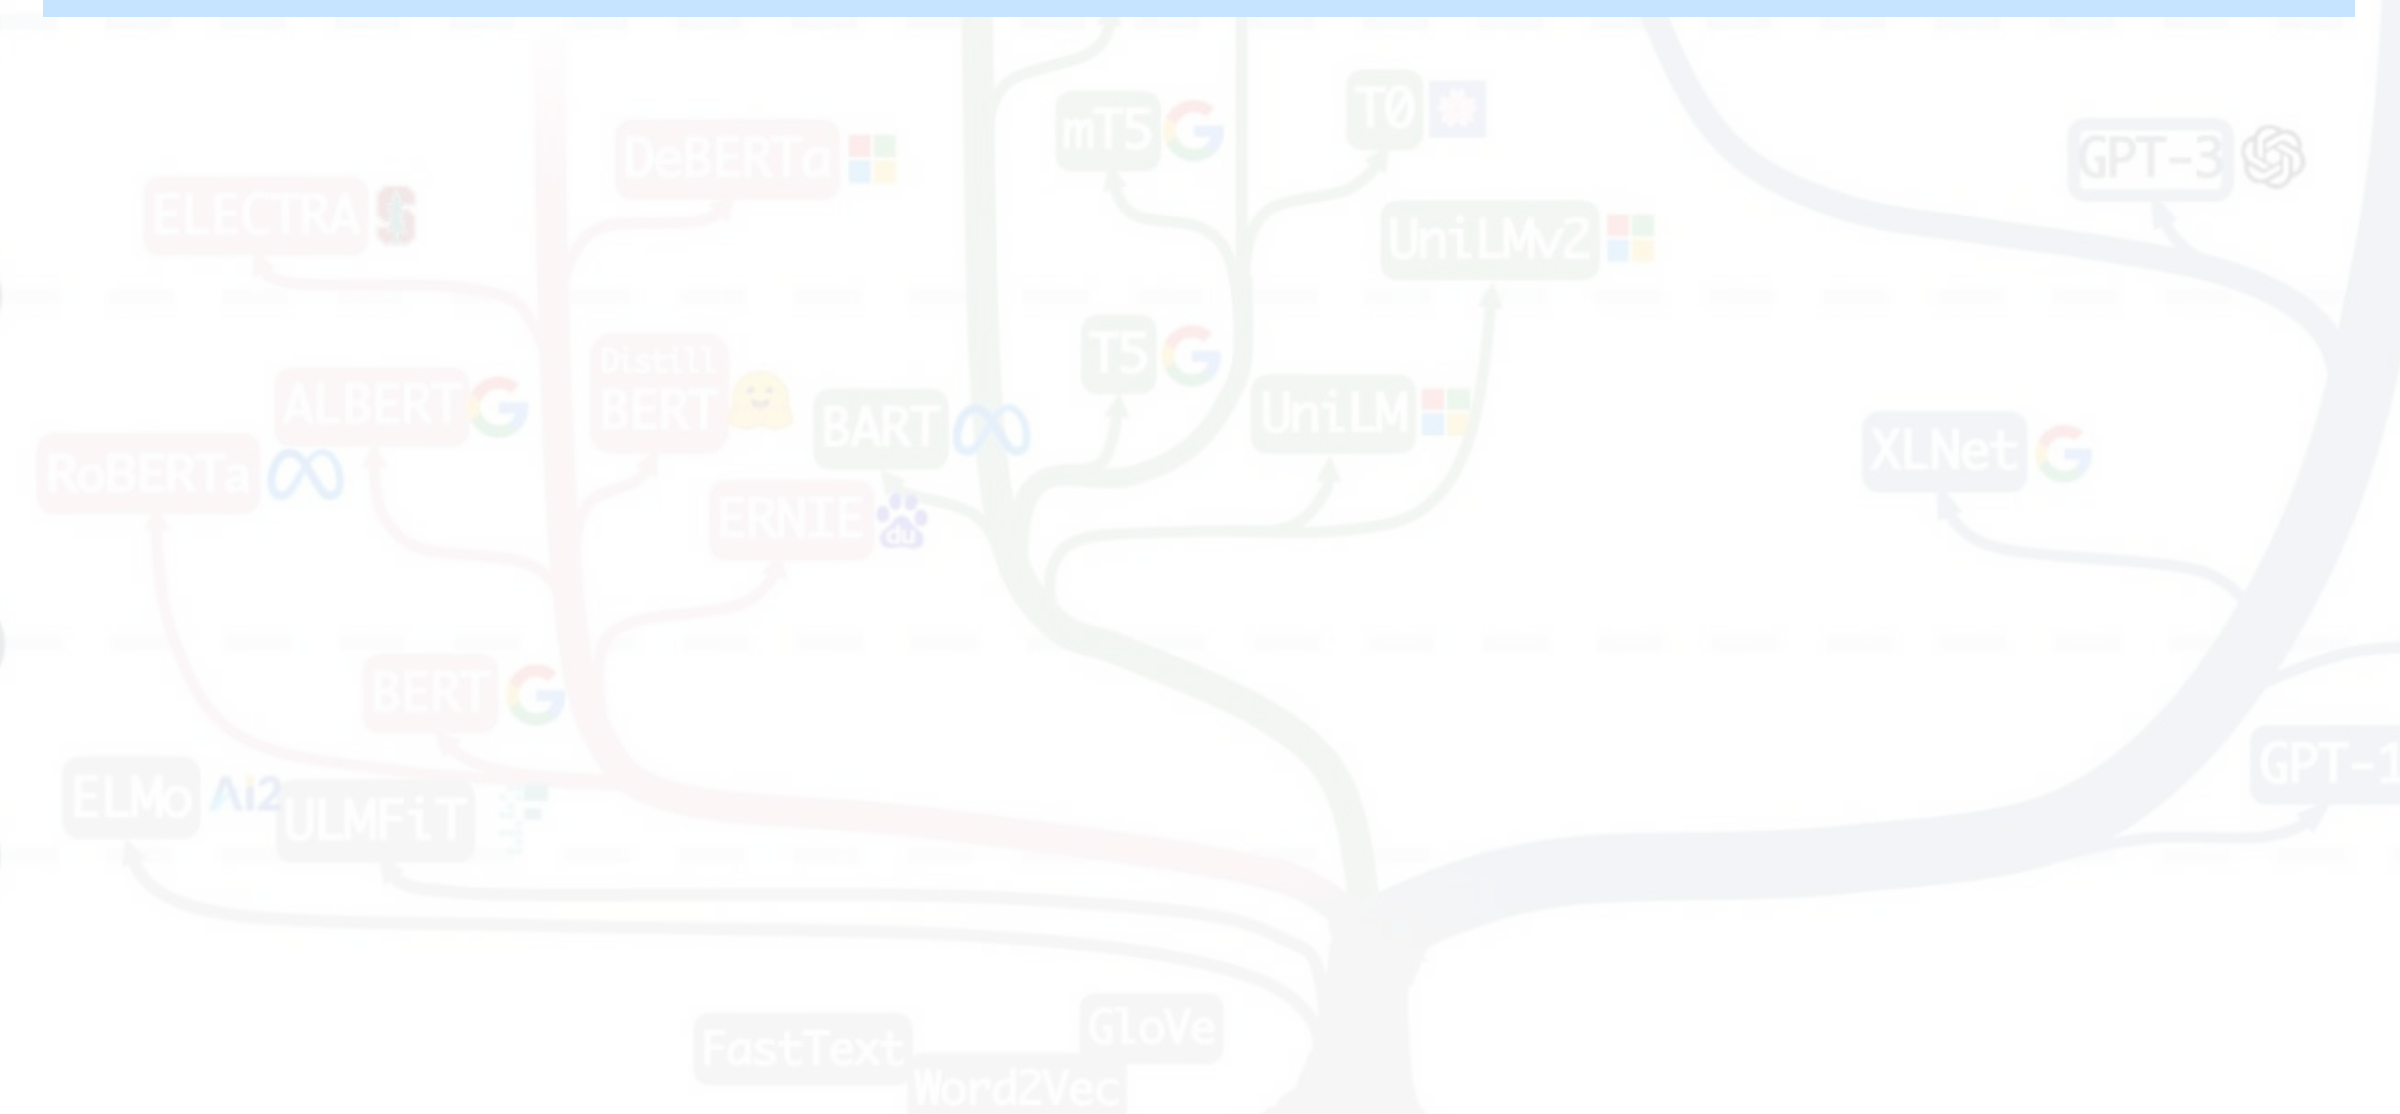 T0
mT5
DeBERTa
GPT-3
ELECTRA
UniLMv2
T5
Distill
BERT
ALBERT
UniLM
BART
XLNet
RoBERTa
ERNIE
du
BERT
GPT-1
ELMo
Ai2
ULMFiT
GloVe
FastText
Word2Vec